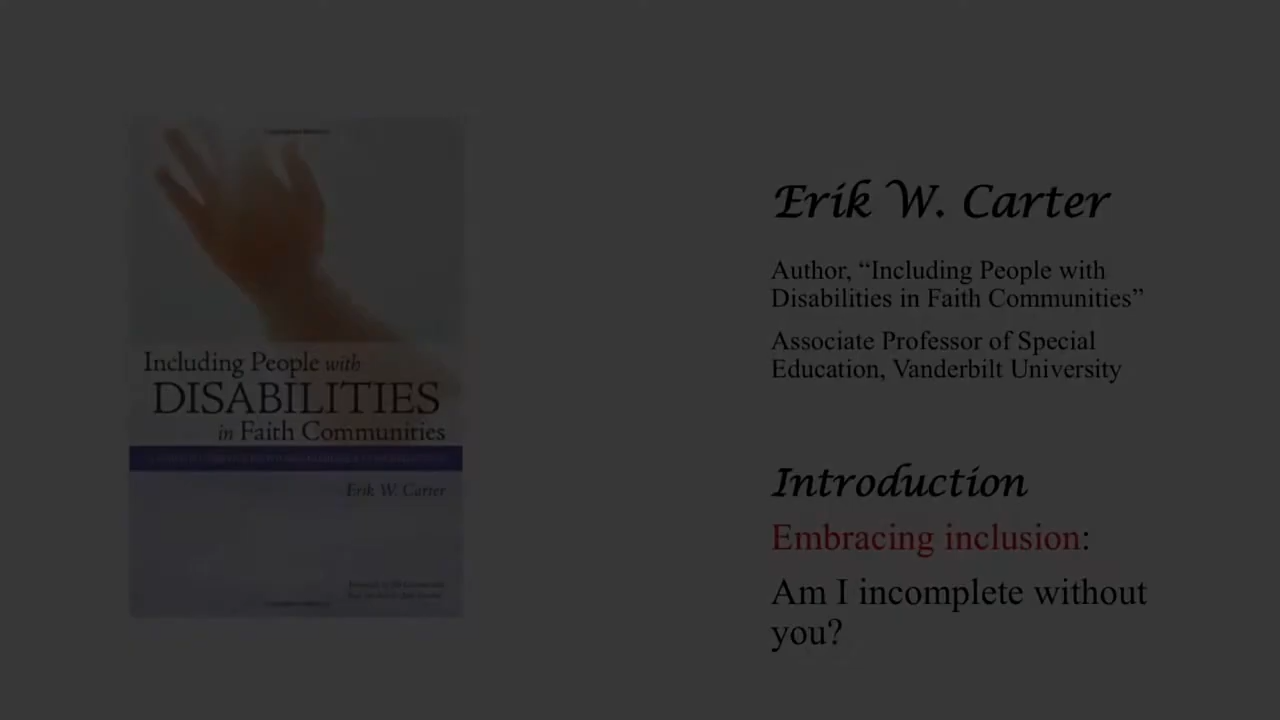 Including People with
DISABILITIES
in Faith Communities
Erik W. Carter
Erik W. Carter
Author, “Including People with
Disabilities in Faith Communities”
Associate Professor of Special
Education, Vanderbilt University
Introduction
Embracing inclusion:
Am I incomplete without
you?